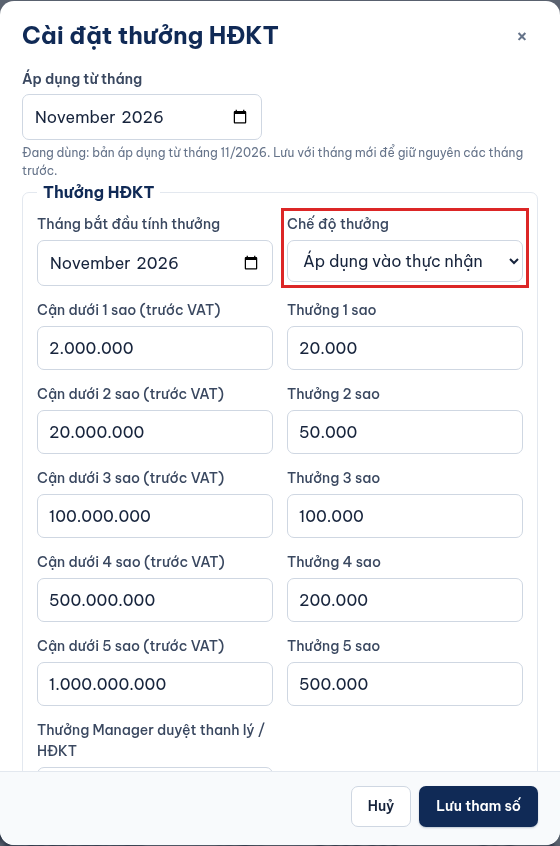 Cài đặt thưởng HĐKT
×
Áp dụng từ tháng
November 2026
Đang dùng: bản áp dụng từ tháng 11/2026. Lưu với tháng mới để giữ nguyên các tháng
trước.
Thưởng HĐKT
Tháng bắt đầu tính thưởng
Chế độ thưởng
November 2026
Áp dụng vào thực nhận
Cận dưới 1 sao (trước VAT)
Thưởng 1 sao
2.000.000
20.000
Cận dưới 2 sao (trước VAT)
Thưởng 2 sao
20.000.000
50.000
Cận dưới 3 sao (trước VAT)
Thưởng 3 sao
100.000.000
100.000
Cận dưới 4 sao (trước VAT)
Thưởng 4 sao
500.000.000
200.000
Cận dưới 5 sao (trước VAT)
Thưởng 5 sao
1.000.000.000
500.000
Thưởng Manager duyệt thanh lý /
HĐKT
Huỷ
Lưu tham số